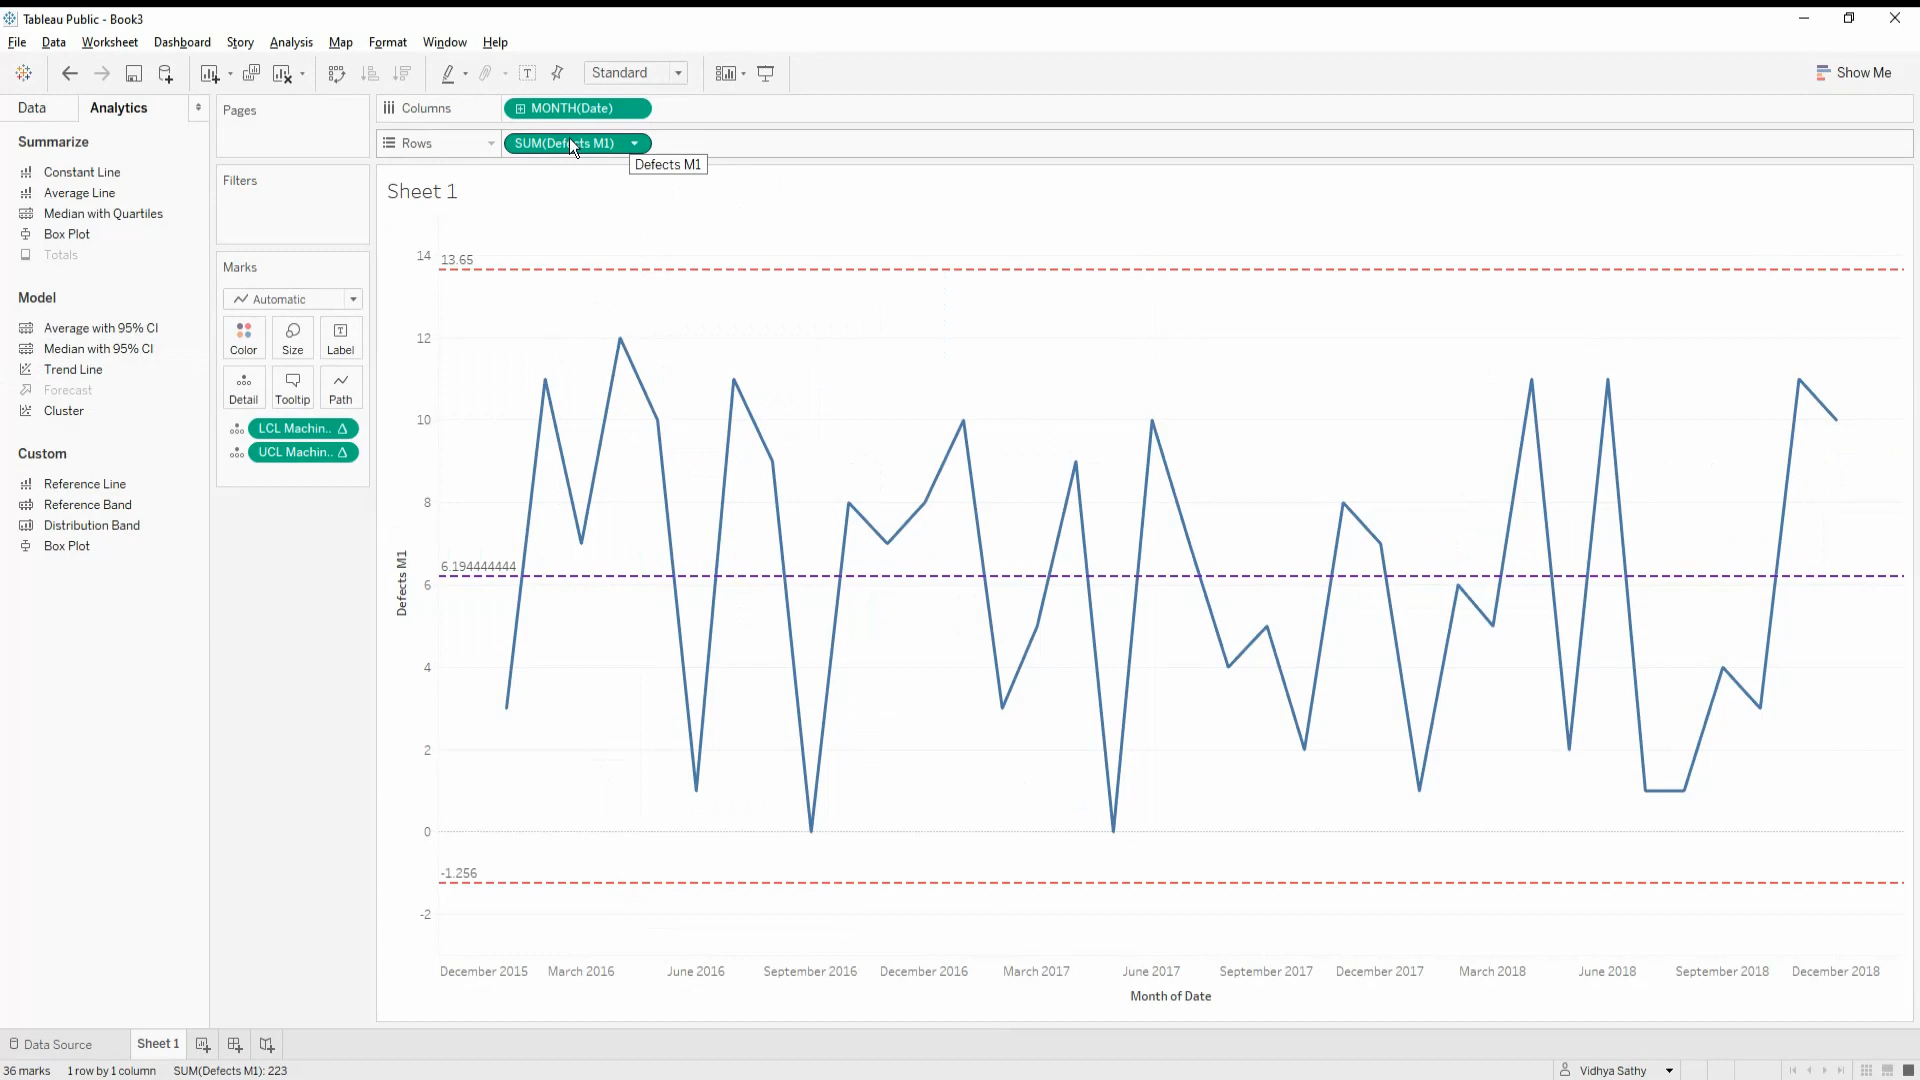 Tableau Public - Book3
File Data Worksheet Dashboard Story Analysis Map Format Window Help
Standard
Show Me
Data Analytics
Summarize
Constant Line
Average Line
Median with Quartiles
Box Plot
Totals
Model
Average with 95% CI
Median with 95% CI
Trend Line
Forecast
Cluster
Custom
Reference Line
Reference Band
Distribution Band
Box Plot
Pages
Filters
Marks
Automatic
Color Size Label
Detail Tooltip Path
LCL Machin..
UCL Machin..
Columns MONTH(Date)
Rows SUM(Defects M1)
Defects M1
Sheet 1
14
13.65
12
10
8
6.194444444
6
4
2
0
-1.256
-2
Defects M1
December 2015 March 2016 June 2016 September 2016 December 2016 March 2017 June 2017 September 2017 December 2017 March 2018 June 2018 September 2018 December 2018
Month of Date
Data Source Sheet 1
36 marks 1 row by 1 column SUM(Defects M1): 223
Vidhya Sathy